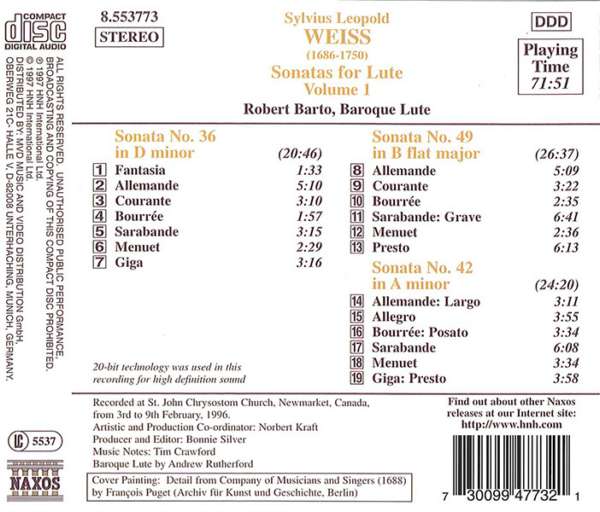 COMPACT
disc
DIGITAL AUDIO
8.553773
STEREO
Sylvius Leopold
WEISS
(1686-1750)
Sonatas for Lute
Volume 1
DDD
Playing
Time
71:51
Robert Barto, Baroque Lute
Sonata No. 36
in D minor (20:46)
1 Fantasia 1:33
2 Allemande 5:10
3 Courante 3:10
4 Bourrée 1:57
5 Sarabande 3:15
6 Menuet 2:29
7 Giga 3:16
Sonata No. 49
in B flat major (26:37)
8 Allemande 5:09
9 Courante 3:22
10 Bourrée 2:35
11 Sarabande: Grave 6:41
12 Menuet 2:36
13 Presto 6:13
Sonata No. 42
in A minor (24:20)
14 Allemande: Largo 3:11
15 Allegro 3:55
16 Bourrée: Posato 3:34
17 Sarabande 6:08
18 Menuet 3:34
19 Giga: Presto 3:58
20-bit technology was used in this
recording for high definition sound
Recorded at St. John Chrysostom Church, Newmarket, Canada,
from 3rd to 9th February, 1996.
Artistic and Production Co-ordinator: Norbert Kraft
Producer and Editor: Bonnie Silver
Music Notes: Tim Crawford
Baroque Lute by Andrew Rutherford
Cover Painting: Detail from Company of Musicians and Singers (1688)
by François Puget (Archiv für Kunst und Geschichte, Berlin)
Find out about other Naxos
releases at our Internet site:
http://www.hnh.com
7 30099 47732 1
ALL RIGHTS RESERVED. UNAUTHORISED PUBLIC PERFORMANCE,
BROADCASTING AND COPYING OF THIS COMPACT DISC PROHIBITED.
℗ 1997 HNH International Ltd.
© 1997 HNH International Ltd.
DISTRIBUTED BY: MVD MUSIC AND VIDEO DISTRIBUTION GmbH,
OBERWEG 21C- HALLE V, D-82008 UNTERHACHING, MUNICH, GERMANY.
LC 5537
NAXOS